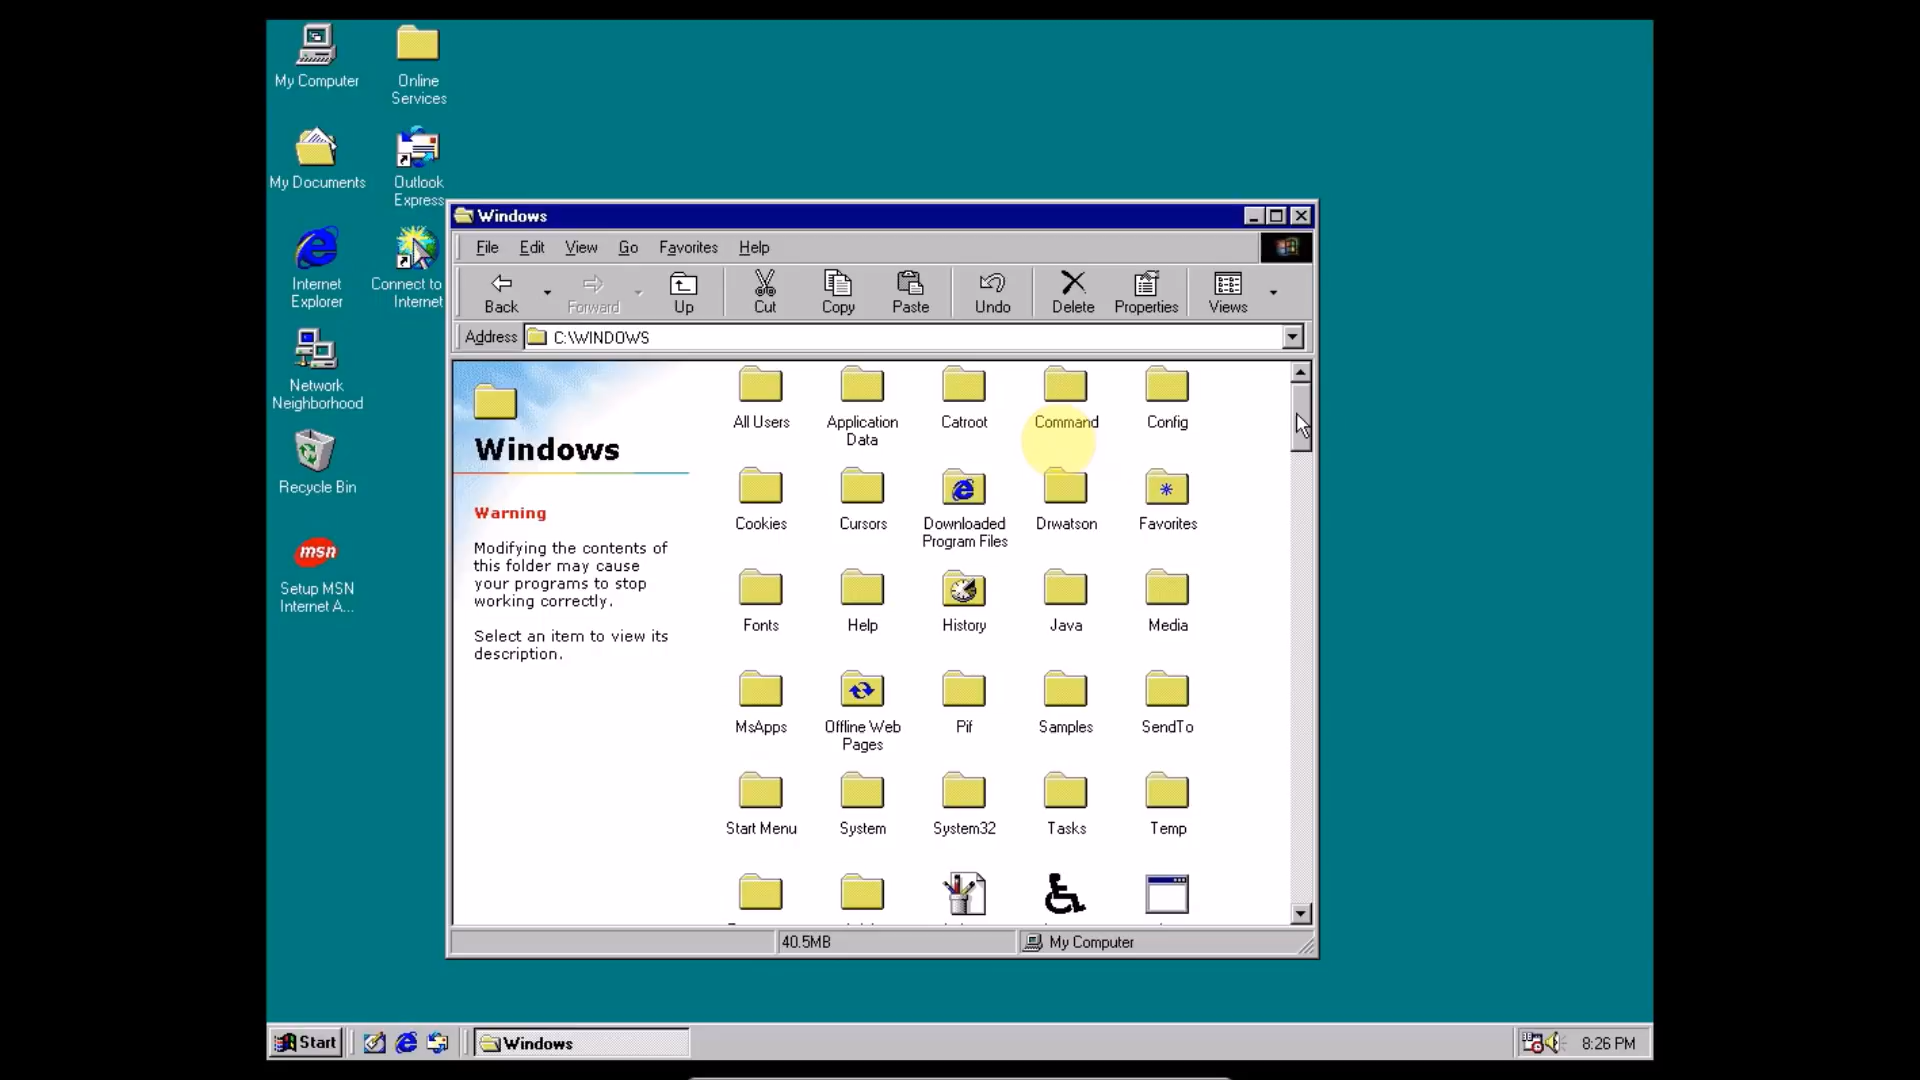 My Computer
Online
Services
My Documents
Outlook
Express
Internet
Explorer
Connect to
Internet
Network
Neighborhood
Recycle Bin
msn
Setup MSN
Internet A...
Windows
File Edit View Go Favorites Help
Back Forward Up Cut Copy Paste Undo Delete Properties Views
Address C:\WINDOWS
Windows
Warning
Modifying the contents of
this folder may cause
your programs to stop
working correctly.
Select an item to view its
description.
All Users
Application
Data
Catroot
Command
Config
Cookies
Cursors
Downloaded
Program Files
Drwatson
Favorites
Fonts
Help
History
Java
Media
MsApps
Offline Web
Pages
Pif
Samples
SendTo
Start Menu
System
System32
Tasks
Temp
40.5MB
My Computer
Start
Windows
8:26 PM